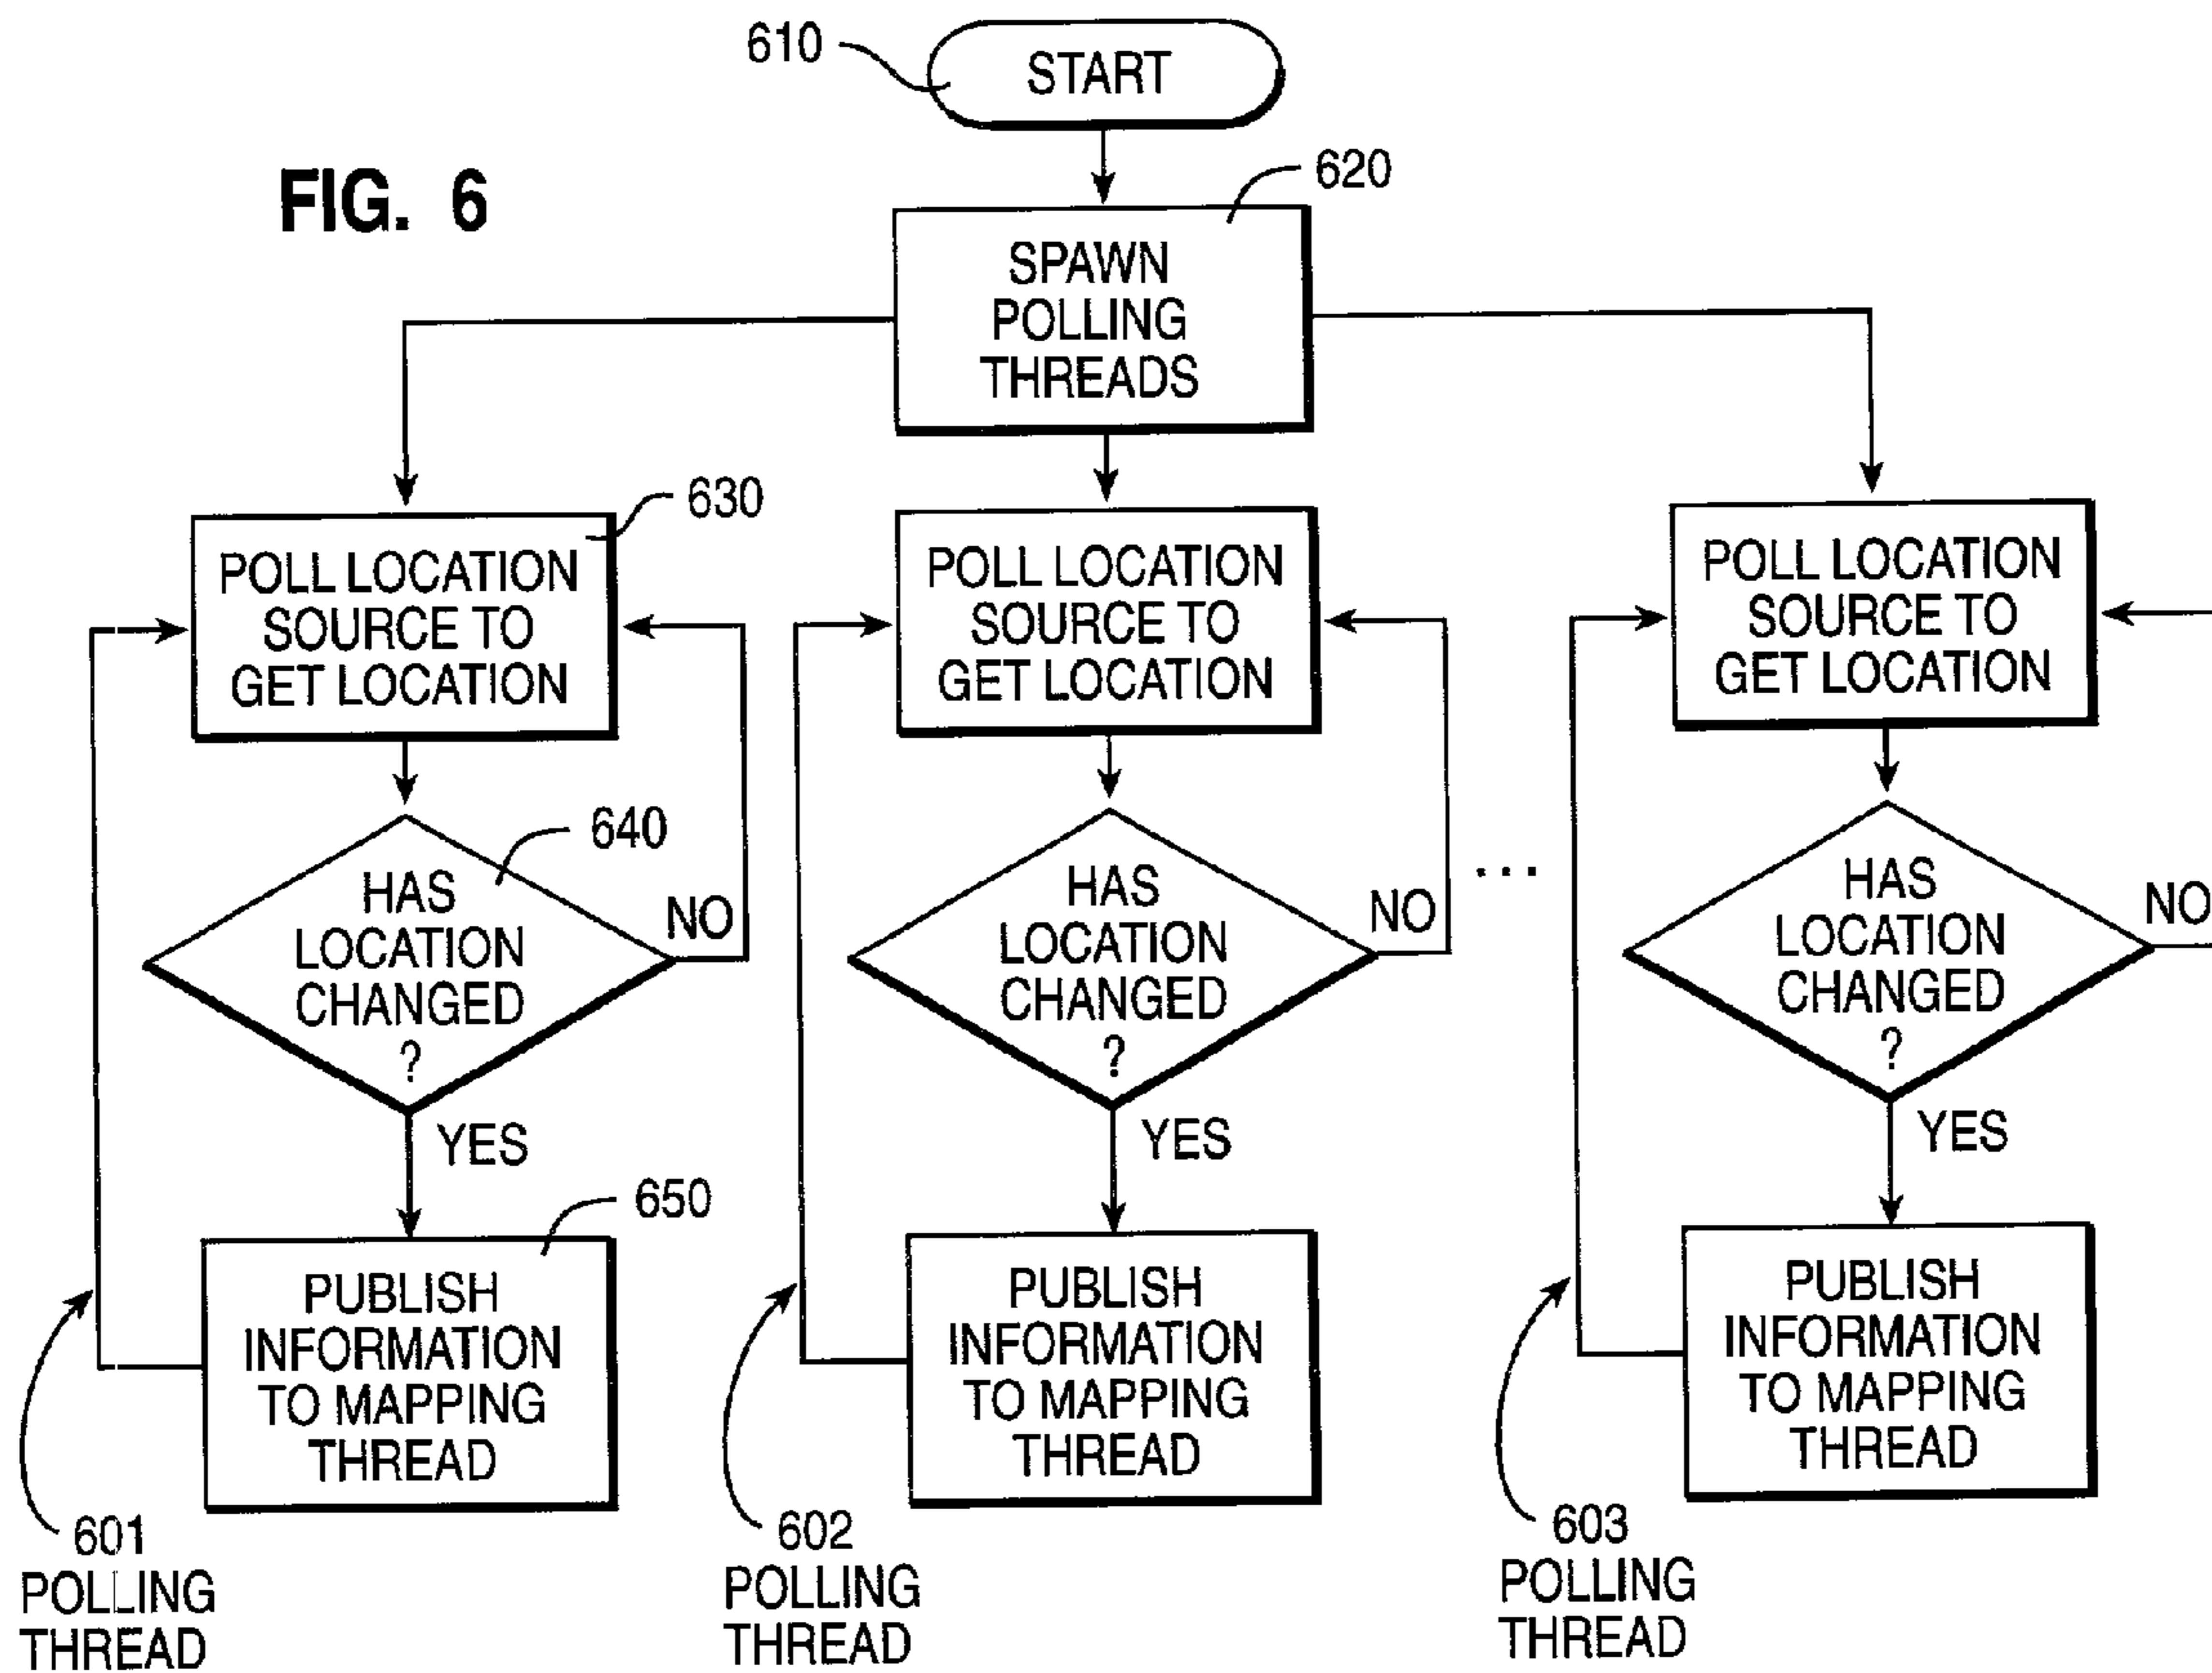 610
START
FIG. 6
620
SPAWN
POLLING
THREADS
630
POLL LOCATION
SOURCE TO
GET LOCATION
640
HAS
LOCATION
CHANGED
?
NO
YES
650
PUBLISH
INFORMATION
TO MAPPING
THREAD
601
POLLING
THREAD
POLL LOCATION
SOURCE TO
GET LOCATION
HAS
LOCATION
CHANGED
?
NO
YES
PUBLISH
INFORMATION
TO MAPPING
THREAD
602
POLLING
THREAD
...
POLL LOCATION
SOURCE TO
GET LOCATION
HAS
LOCATION
CHANGED
?
NO
YES
PUBLISH
INFORMATION
TO MAPPING
THREAD
603
POLLING
THREAD